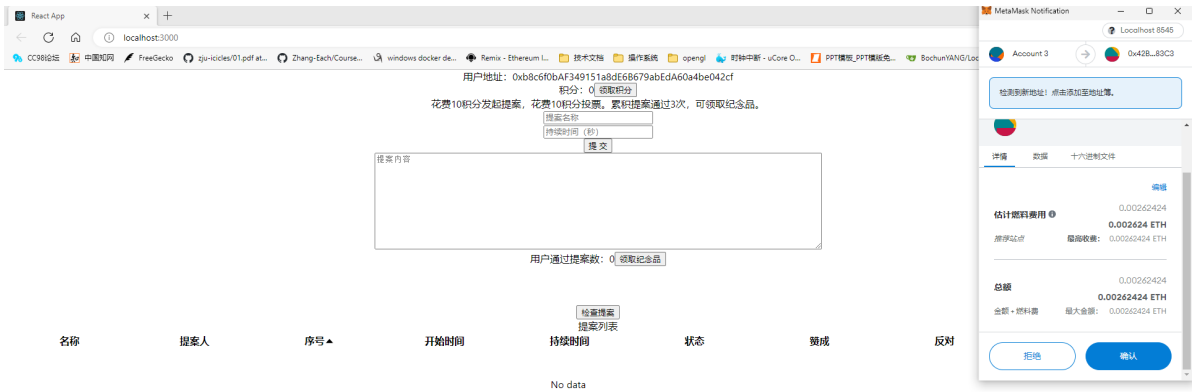 React App
localhost:3000
CC98论坛 中国知网 FreeGecko zju-icicles/01.pdf at... Zhang-Each/Course... windows docker de... Remix - Ethereum I... 技术文档 操作系统 opengl 时钟中断 - uCore O... PPT模板_PPT模版免... BochunYANG/Loc
用户地址：0xb8c6f0bAF349151a8dE6B679abEdA60a4be042cf
积分：0 领取积分
花费10积分发起提案，花费10积分投票。累积提案通过3次，可领取纪念品。
提案名称
持续时间（秒）
提 交
提案内容
用户通过提案数：0 领取纪念品
检查提案
提案列表
名称 提案人 序号▲ 开始时间 持续时间 状态 赞成 反对
No data
MetaMask Notification
Localhost 8545
Account 3 0x42B...83C3
检测到新地址！点击添加至地址簿。
详情 数据 十六进制文件
编辑
0.00262424
估计燃料费用 0.002624 ETH
推荐站点 最高收费： 0.00262424 ETH
0.00262424
总额 0.00262424 ETH
金额 + 燃料费 最大金额： 0.00262424 ETH
拒绝 确认